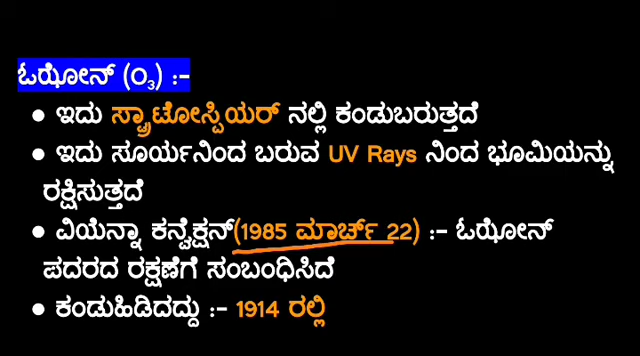 ಓಝೋನ್ (O₃) :-
● ಇದು ಸ್ಟ್ರಾಟೋಸ್ಪಿಯರ್ ನಲ್ಲಿ ಕಂಡುಬರುತ್ತದೆ
● ಇದು ಸೂರ್ಯನಿಂದ ಬರುವ UV Rays ನಿಂದ ಭೂಮಿಯನ್ನು
ರಕ್ಷಿಸುತ್ತದೆ
● ವಿಯೆನ್ನಾ ಕನ್ವೆಕ್ಷನ್(1985 ಮಾರ್ಚ್ 22) :- ಓಝೋನ್
ಪದರದ ರಕ್ಷಣೆಗೆ ಸಂಬಂಧಿಸಿದೆ
● ಕಂಡುಹಿಡಿದದ್ದು :- 1914 ರಲ್ಲಿ